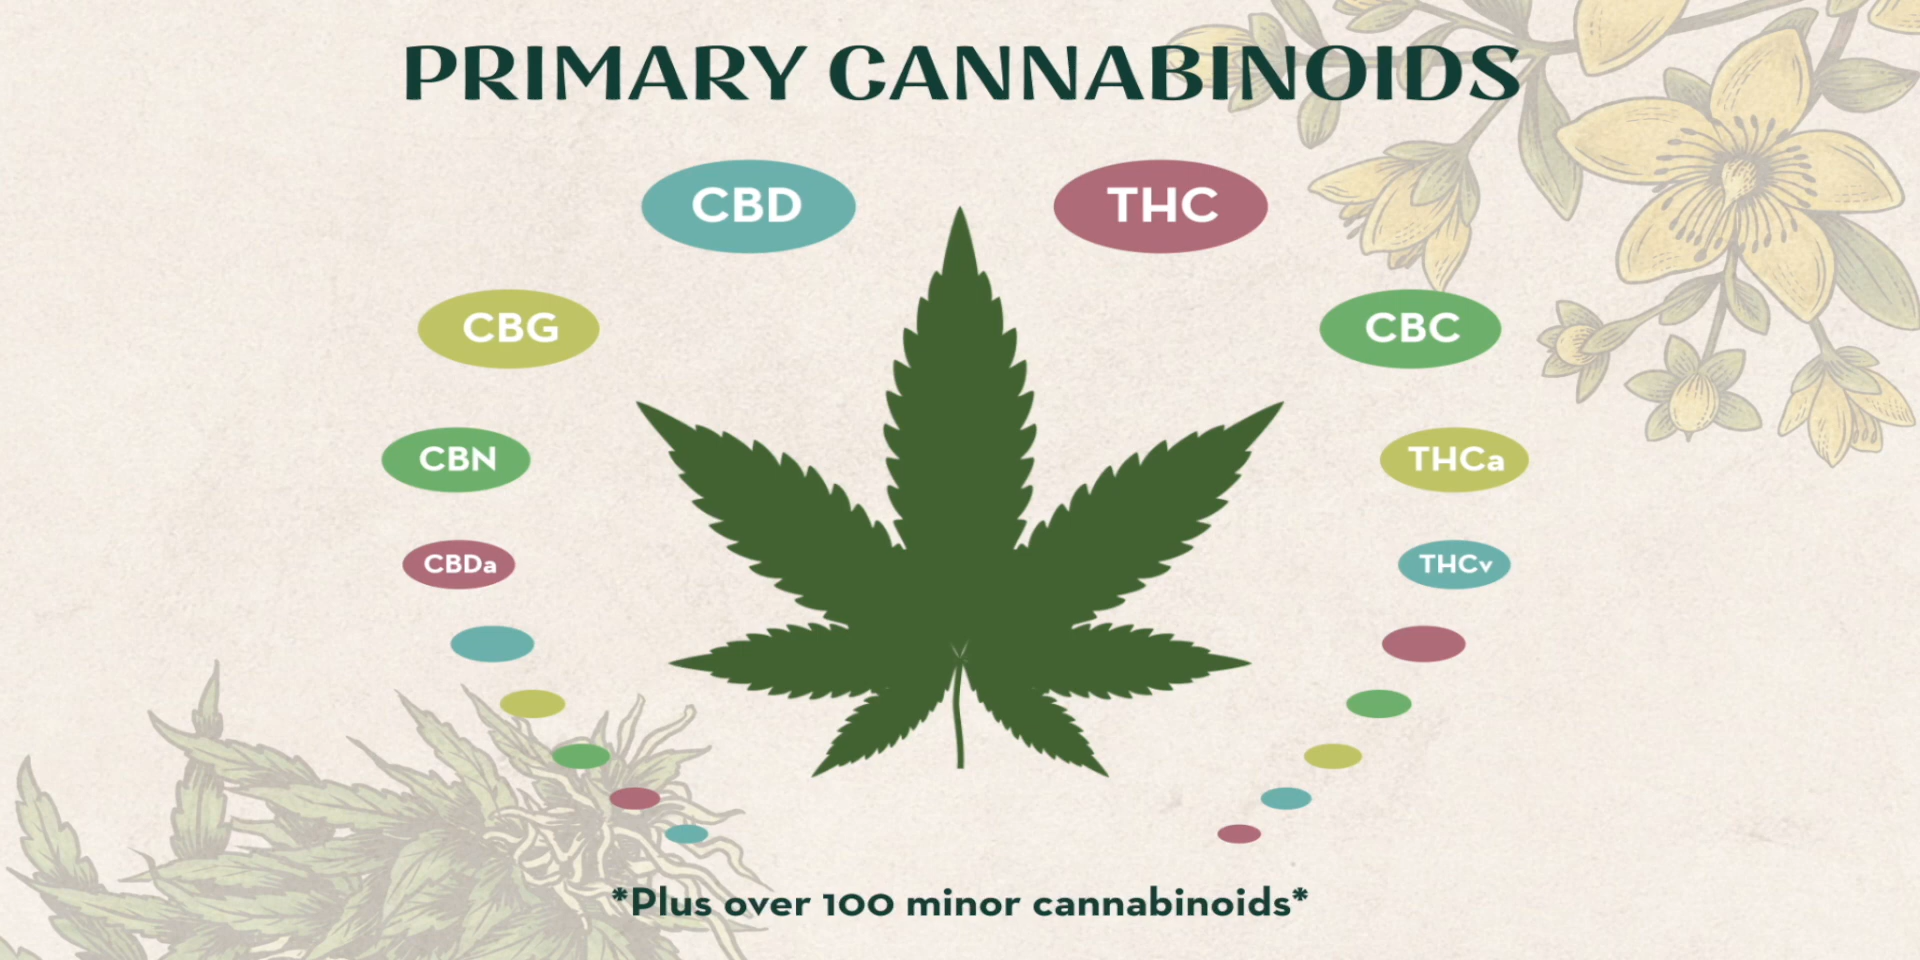 PRIMARY CANNABINOIDS
CBD
THC
CBG
CBC
CBN
THCa
CBDa
THCv
*Plus over 100 minor cannabinoids*